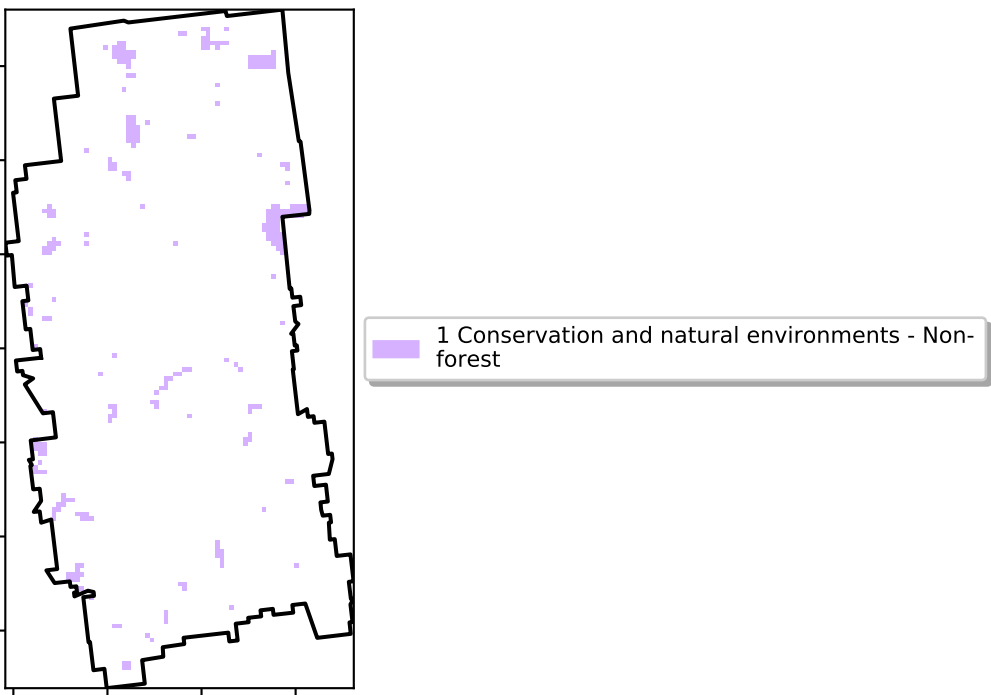 1 Conservation and natural environments - Non-
forest